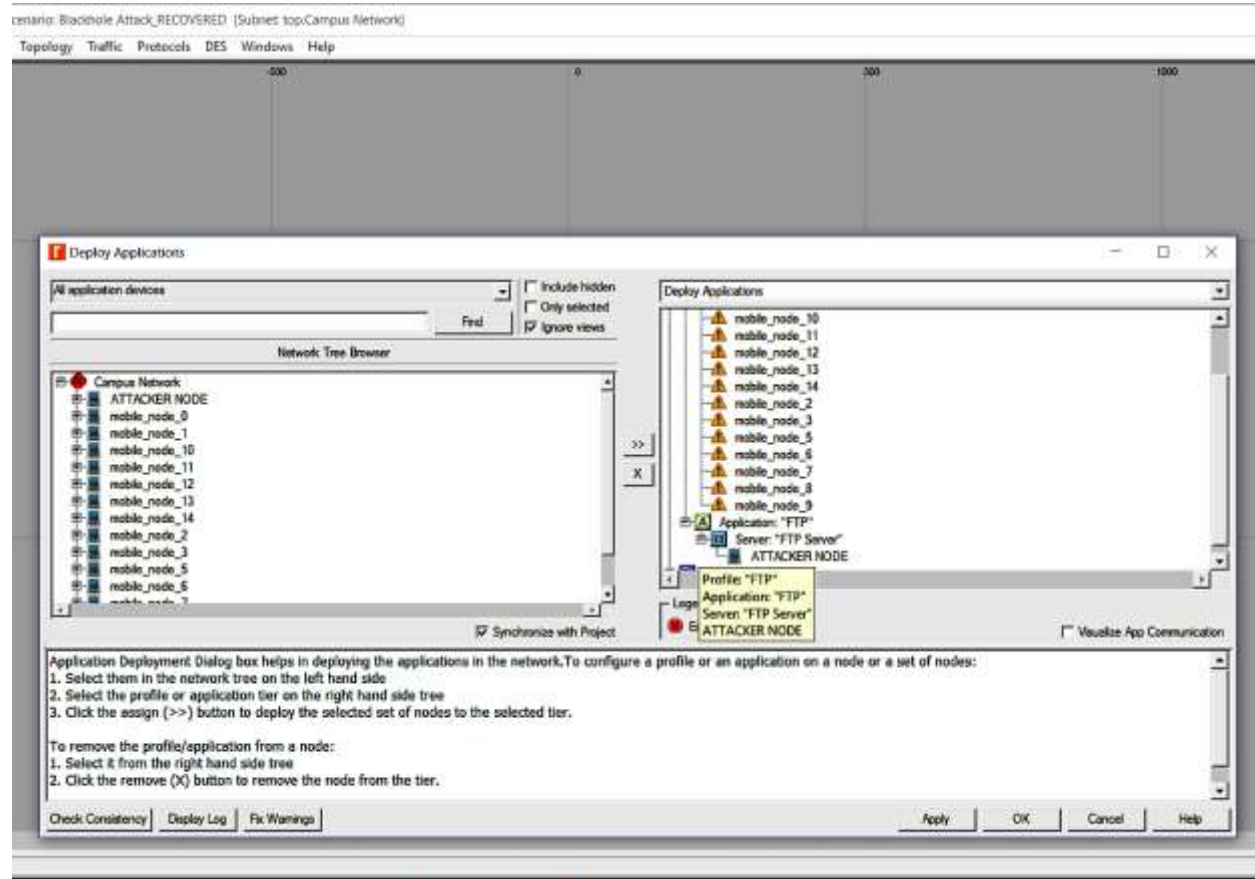 cenario: Blackhole Attack_RECOVERED [Subnet: top.Campus Network]
Topology Traffic Protocols DES Windows Help
-500 0 500 1000
Deploy Applications
All application devices
Include hidden
Only selected
Ignore views
Find
Network Tree Browser
Campus Network
ATTACKER NODE
mobile_node_0
mobile_node_1
mobile_node_10
mobile_node_11
mobile_node_12
mobile_node_13
mobile_node_14
mobile_node_2
mobile_node_3
mobile_node_5
mobile_node_6
mobile_node_7
Synchronize with Project
>>
X
Deploy Applications
mobile_node_10
mobile_node_11
mobile_node_12
mobile_node_13
mobile_node_14
mobile_node_2
mobile_node_3
mobile_node_5
mobile_node_6
mobile_node_7
mobile_node_8
mobile_node_9
Application: "FTP"
Server: "FTP Server"
ATTACKER NODE
Profile: "FTP"
Application: "FTP"
Server: "FTP Server"
ATTACKER NODE
Lege
Visualize App Communication
Application Deployment Dialog box helps in deploying the applications in the network.To configure a profile or an application on a node or a set of nodes:
1. Select them in the network tree on the left hand side
2. Select the profile or application tier on the right hand side tree
3. Click the assign (>>) button to deploy the selected set of nodes to the selected tier.
To remove the profile/application from a node:
1. Select it from the right hand side tree
2. Click the remove (X) button to remove the node from the tier.
Check Consistency Display Log Fix Warnings Apply OK Cancel Help